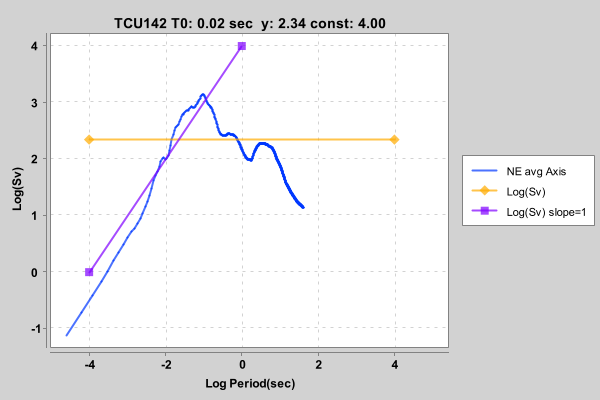 TCU142 T0: 0.02 sec  y: 2.34 const: 4.00
4
3
2
1
0
-1
Log(Sv)
-4
-2
0
2
4
Log Period(sec)
NE avg Axis
Log(Sv)
Log(Sv) slope=1